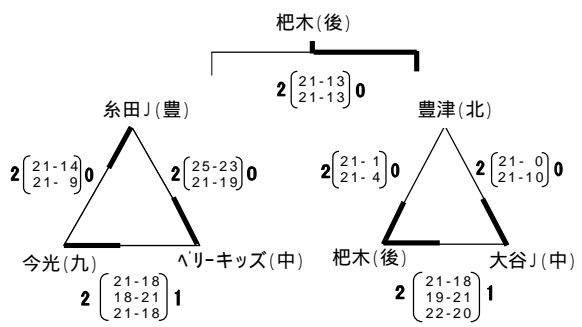 杷木(後)
2 21-13 0
21-13
糸田J(豊)
豊津(北)
2 21-14 0
21- 9
2 25-23 0
21-19
2 21- 1 0
21- 4
2 21- 0 0
21-10
今光(九)
ベリーキッズ(中)
杷木(後)
大谷J(中)
21-18
2 18-21 1
21-18
21-18
2 19-21 1
22-20